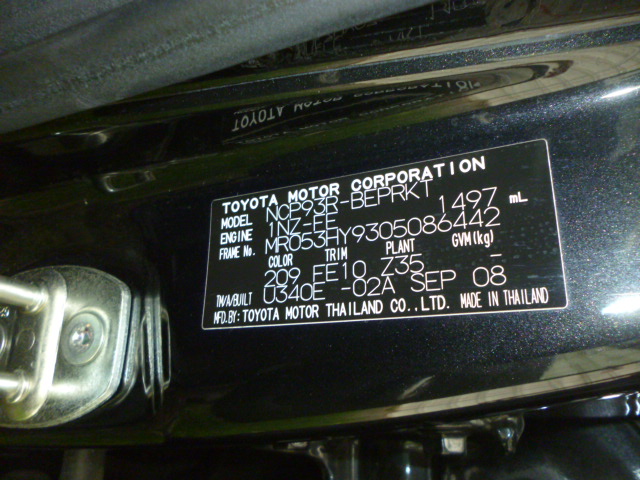 TOYOTA MOTOR CORPORATION
MODEL NCP93R-BEPRKT
ENGINE 1NZ-FE 1497 mL
FRAME No. MR053HY9305086442
COLOR TRIM PLANT GVM(kg)
209 FE10 Z35 -
TM/A/BUILT U340E -02A SEP 08
MFD.BY: TOYOTA MOTOR THAILAND CO.,LTD. MADE IN THAILAND